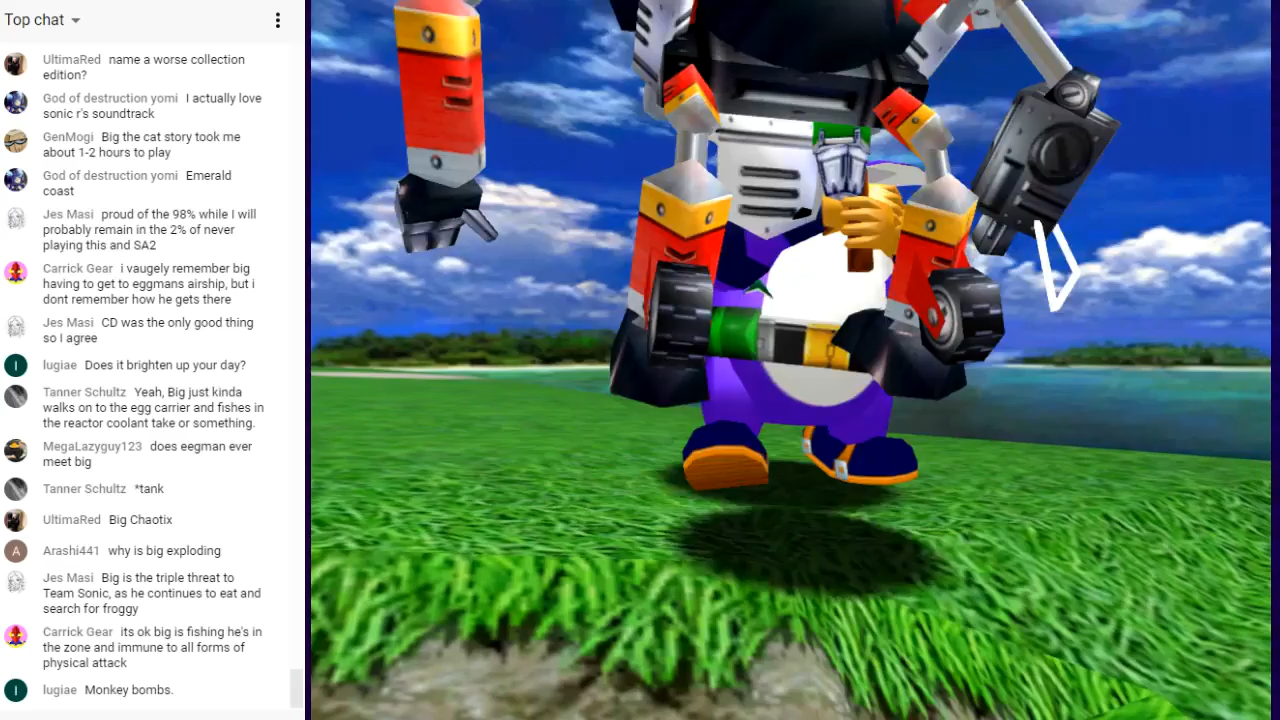 Top chat
UltimaRed name a worse collection
edition?
God of destruction yomi I actually love
sonic r's soundtrack
GenMogi Big the cat story took me
about 1-2 hours to play
God of destruction yomi Emerald
coast
Jes Masi proud of the 98% while I will
probably remain in the 2% of never
playing this and SA2
Carrick Gear i vaugely remember big
having to get to eggmans airship, but i
dont remember how he gets there
Jes Masi CD was the only good thing
so I agree
I
lugiae Does it brighten up your day?
Tanner Schultz Yeah, Big just kinda
walks on to the egg carrier and fishes in
the reactor coolant take or something.
MegaLazyguy123 does eegman ever
meet big
Tanner Schultz *tank
UltimaRed Big Chaotix
A
Arashi441 why is big exploding
Jes Masi Big is the triple threat to
Team Sonic, as he continues to eat and
search for froggy
Carrick Gear its ok big is fishing he's in
the zone and immune to all forms of
physical attack
I
lugiae Monkey bombs.